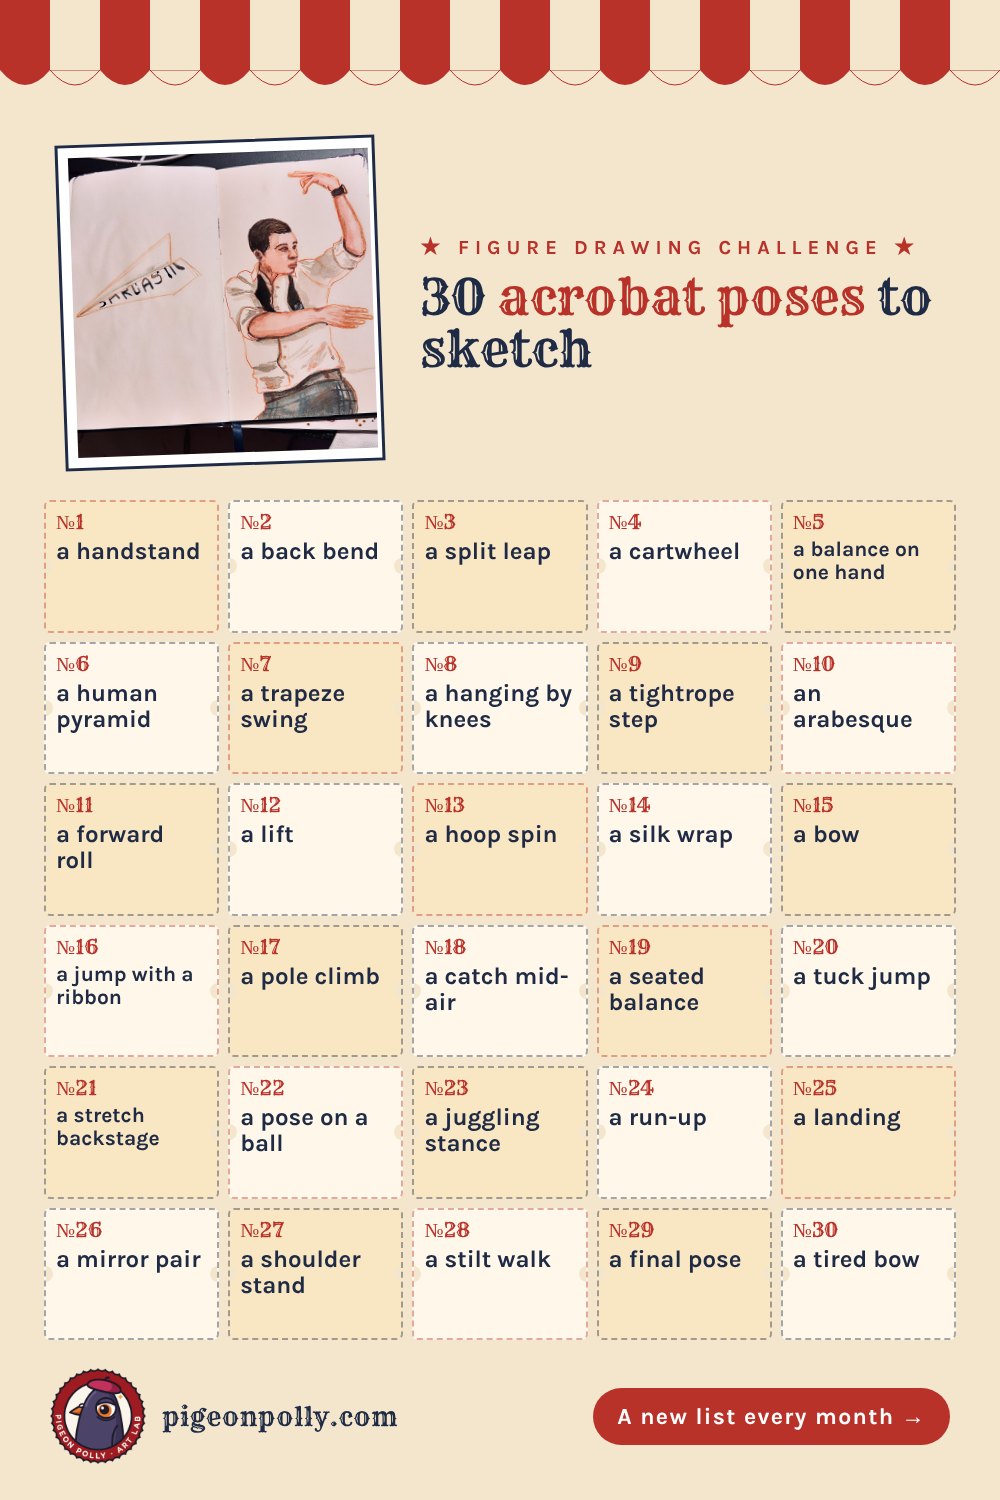 SARCASTIC
★ FIGURE DRAWING CHALLENGE ★
30 acrobat poses to
sketch
№1
a handstand
№2
a back bend
№3
a split leap
№4
a cartwheel
№5
a balance on
one hand
№6
a human
pyramid
№7
a trapeze
swing
№8
a hanging by
knees
№9
a tightrope
step
№10
an
arabesque
№11
a forward
roll
№12
a lift
№13
a hoop spin
№14
a silk wrap
№15
a bow
№16
a jump with a
ribbon
№17
a pole climb
№18
a catch mid-
air
№19
a seated
balance
№20
a tuck jump
№21
a stretch
backstage
№22
a pose on a
ball
№23
a juggling
stance
№24
a run-up
№25
a landing
№26
a mirror pair
№27
a shoulder
stand
№28
a stilt walk
№29
a final pose
№30
a tired bow
PIGEON POLLY · ART LAB
pigeonpolly.com
A new list every month →